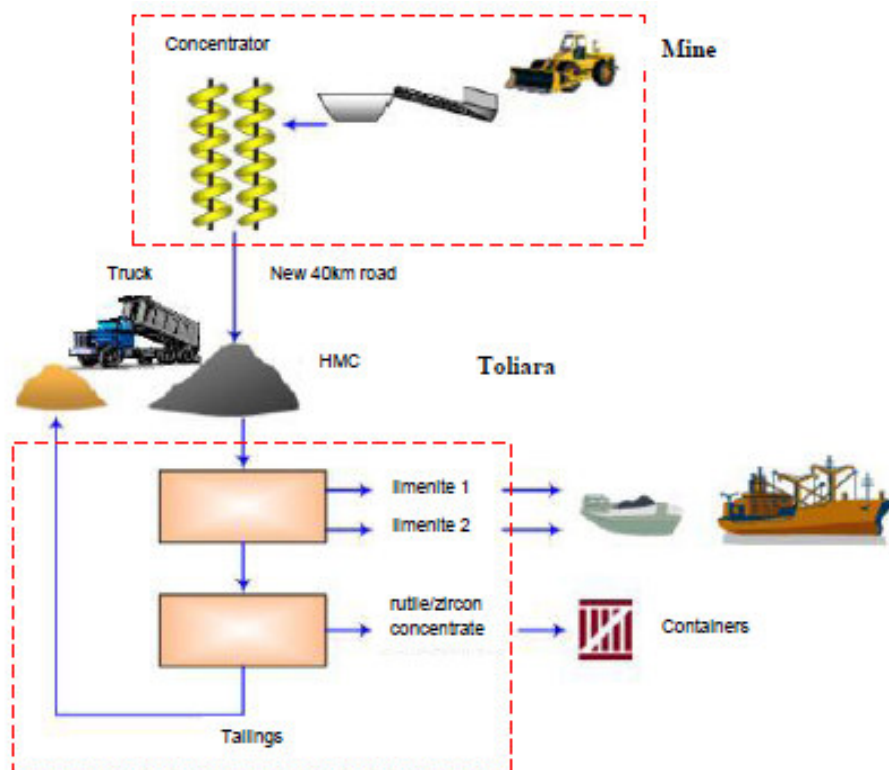 Concentrator
Mine
Truck
New 40km road
HMC
Toliara
Ilmenite 1
Ilmenite 2
rutile/zircon
concentrate
Containers
Tailings